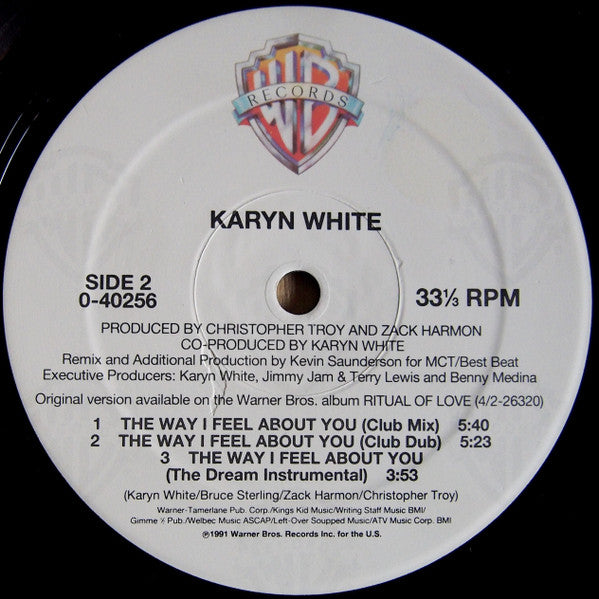 WB
RECORDS
KARYN WHITE
SIDE 2
0-40256
33⅓ RPM
PRODUCED BY CHRISTOPHER TROY AND ZACK HARMON
CO-PRODUCED BY KARYN WHITE
Remix and Additional Production by Kevin Saunderson for MCT/Best Beat
Executive Producers: Karyn White, Jimmy Jam & Terry Lewis and Benny Medina
Original version available on the Warner Bros. album RITUAL OF LOVE (4/2-26320)
1 THE WAY I FEEL ABOUT YOU (Club Mix) 5:40
2 THE WAY I FEEL ABOUT YOU (Club Dub) 5:23
3 THE WAY I FEEL ABOUT YOU
(The Dream Instrumental) 3:53
(Karyn White/Bruce Sterling/Zack Harmon/Christopher Troy)
Warner-Tamerlane Pub. Corp./Kings Kid Music/Writing Staff Music BMI/
Gimme ½ Pub./Welbec Music ASCAP/Left-Over Soupped Music/ATV Music Corp. BMI
℗1991 Warner Bros. Records Inc. for the U.S.